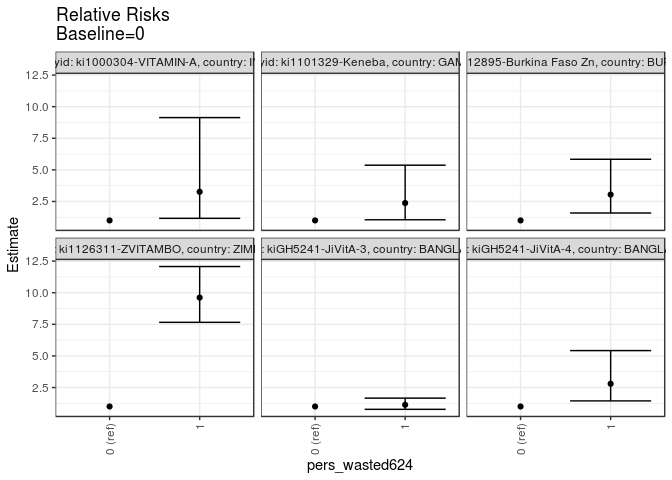 Relative Risks
Baseline=0
yid: ki1000304-VITAMIN-A, country: I
yid: ki1101329-Keneba, country: GAM
12895-Burkina Faso Zn, country: BUR
12.5
10.0
7.5
5.0
2.5
ki1126311-ZVITAMBO, country: ZIM
: kiGH5241-JiVitA-3, country: BANGLA
: kiGH5241-JiVitA-4, country: BANGLA
12.5
10.0
7.5
5.0
2.5
Estimate
0 (ref)
1
0 (ref)
1
0 (ref)
1
pers_wasted624